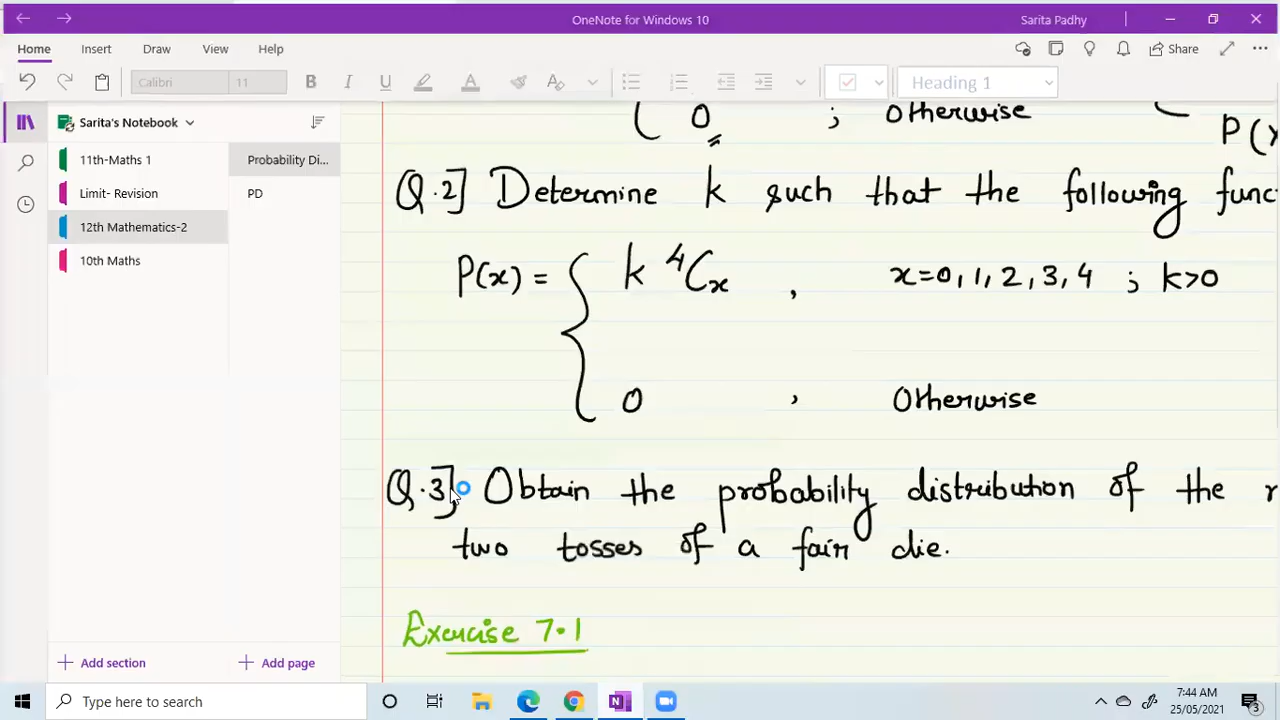 OneNote for Windows 10
Sarita Padhy
Home Insert Draw View Help
Share
Calibri 11 B I U A Heading 1
Sarita's Notebook
11th-Maths 1
Limit- Revision
12th Mathematics-2
10th Maths
Probability Di...
PD
0 ; Otherwise
P(x
Q.2] Determine k such that the following func
P(x) = { k ⁴Cₓ , x=0, 1, 2, 3, 4 ; k>0
0 , Otherwise
Q.3] Obtain the probability distribution of the
two tosses of a fair die.
Exercise 7.1
+ Add section
+ Add page
Type here to search
7:44 AM
25/05/2021
3